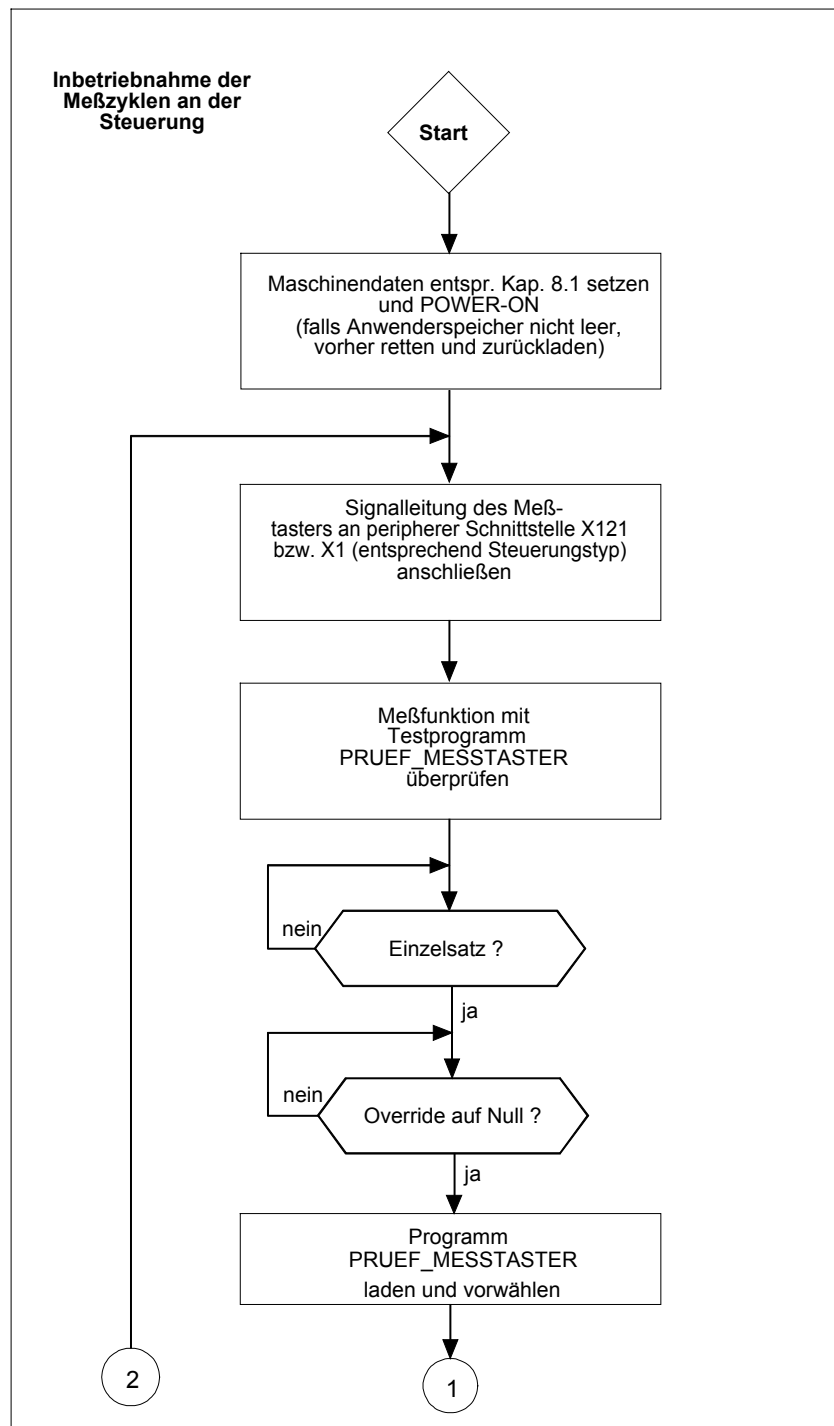 Inbetriebnahme der
Meßzyklen an der
Steuerung
Start
Maschinendaten entspr. Kap. 8.1 setzen
und POWER-ON
(falls Anwenderspeicher nicht leer,
vorher retten und zurückladen)
Signalleitung des Meß-
tasters an peripherer Schnittstelle X121
bzw. X1 (entsprechend Steuerungstyp)
anschließen
Meßfunktion mit
Testprogramm
PRUEF_MESSTASTER
überprüfen
nein
Einzelsatz ?
ja
nein
Override auf Null ?
ja
Programm
PRUEF_MESSTASTER
laden und vorwählen
2
1